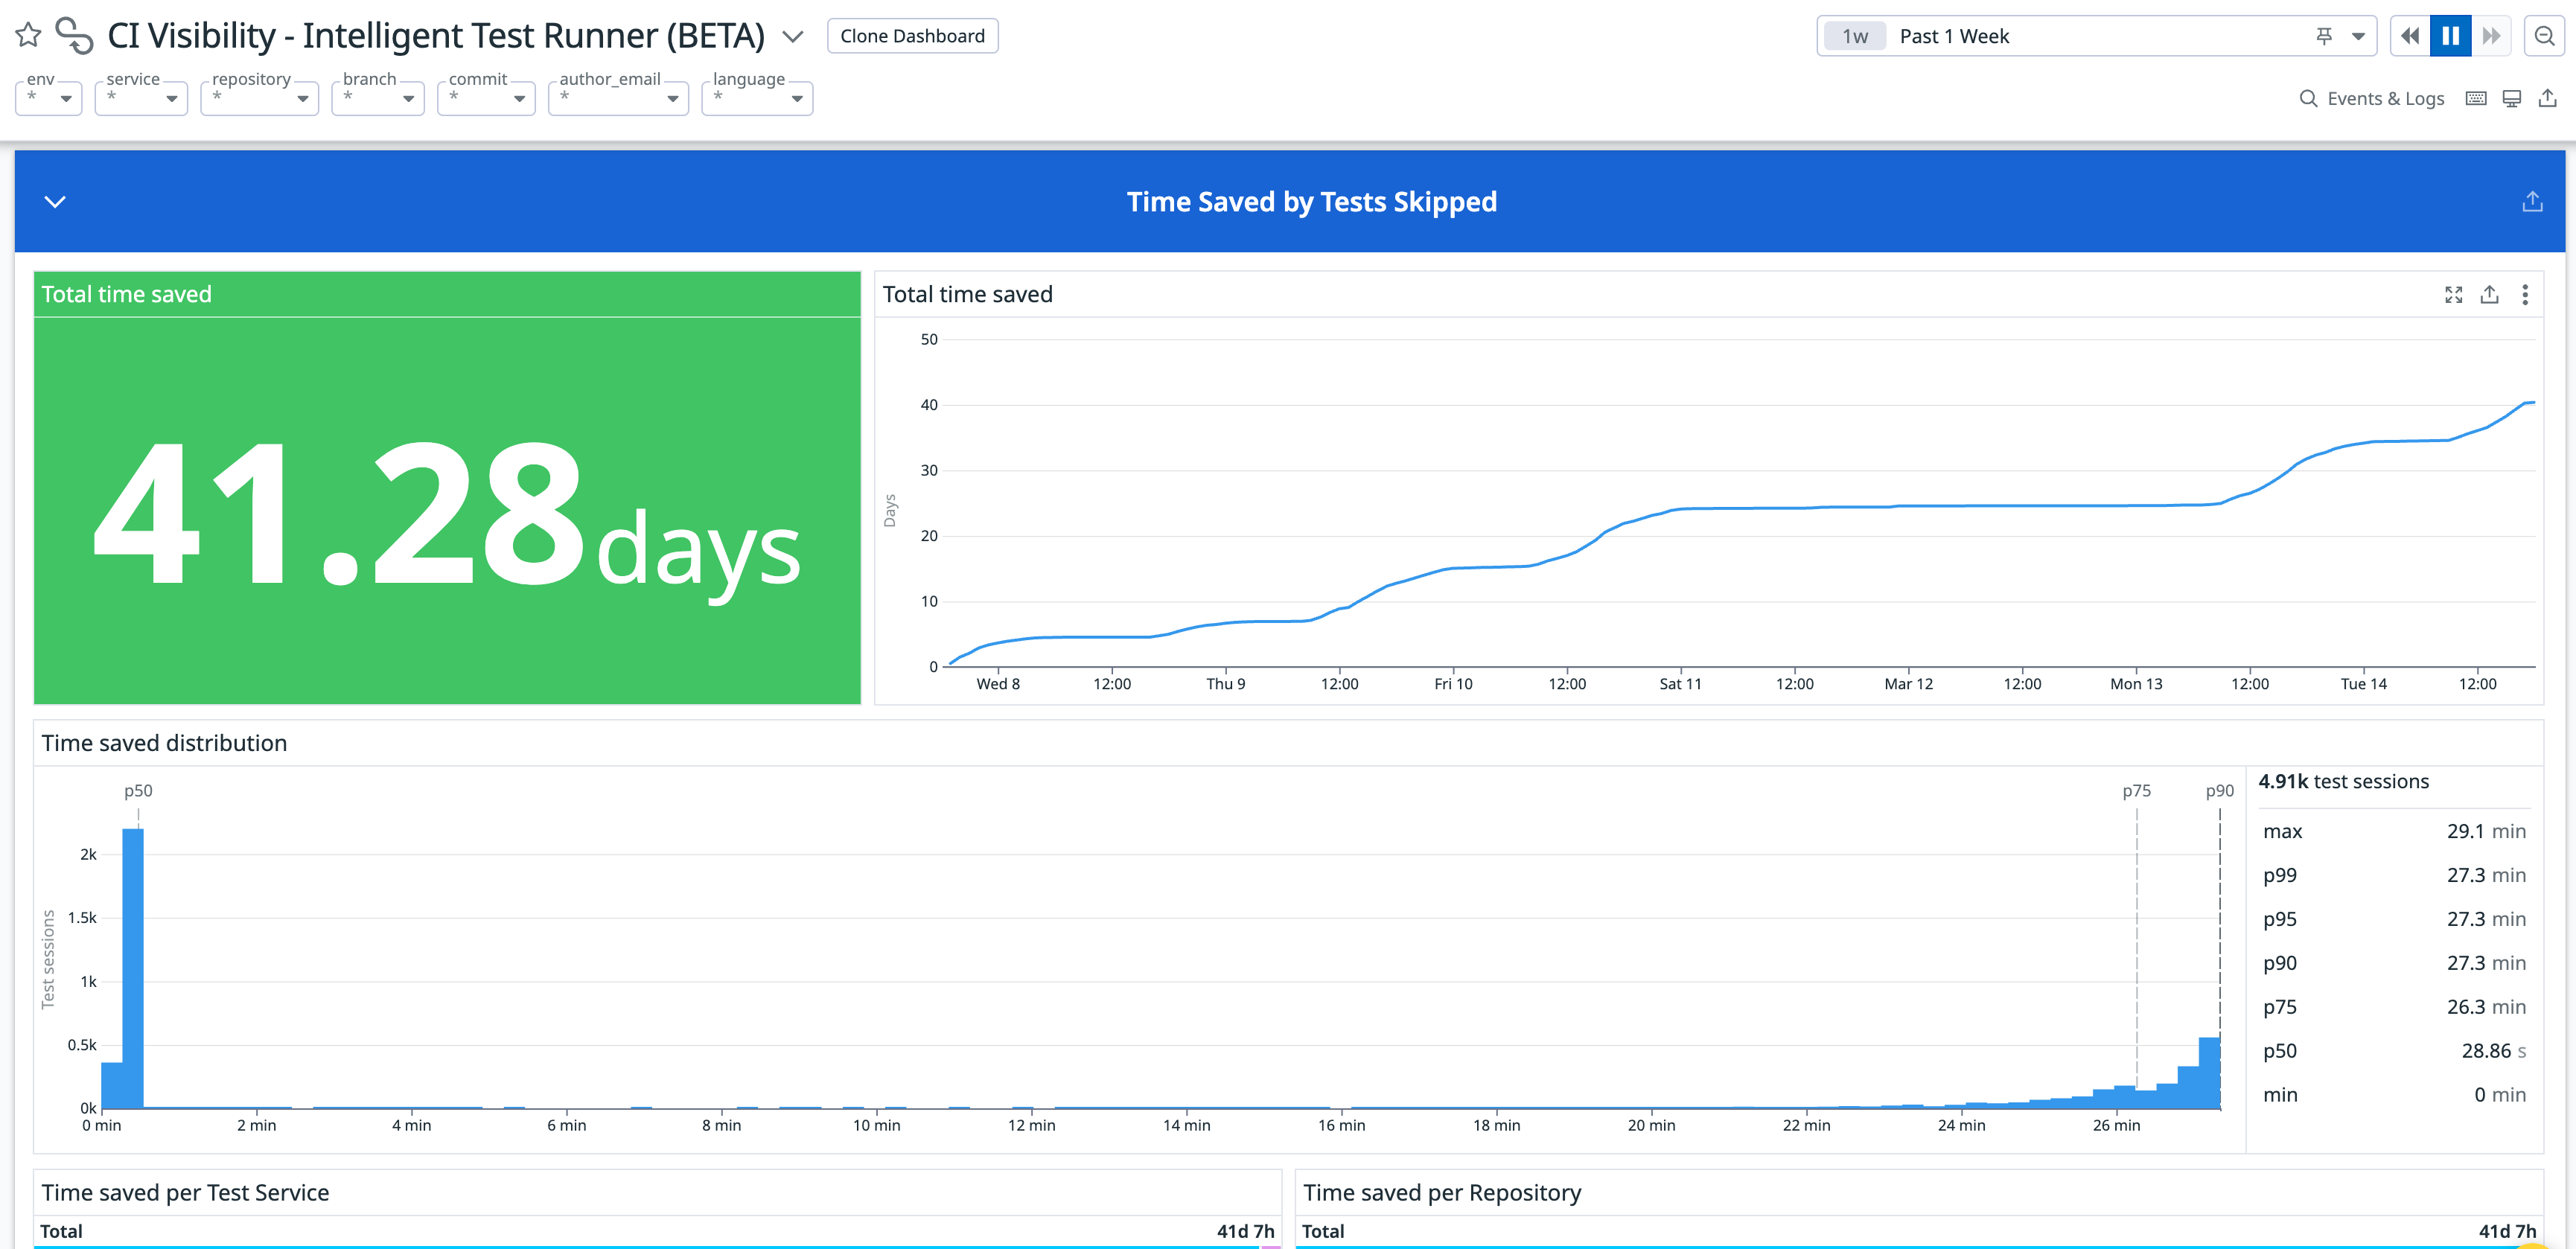 CI Visibility - Intelligent Test Runner (BETA)
Clone Dashboard
1w Past 1 Week
env
*
service
*
repository
*
branch
*
commit
*
author_email
*
language
*
Events & Logs
Time Saved by Tests Skipped
Total time saved
41.28days
Total time saved
Days
50
40
30
20
10
0
Wed 8 12:00 Thu 9 12:00 Fri 10 12:00 Sat 11 12:00 Mar 12 12:00 Mon 13 12:00 Tue 14 12:00
Time saved distribution
p50 p75 p90
Test sessions
2k
1.5k
1k
0.5k
0k
0 min 2 min 4 min 6 min 8 min 10 min 12 min 14 min 16 min 18 min 20 min 22 min 24 min 26 min
4.91k test sessions
max 29.1 min
p99 27.3 min
p95 27.3 min
p90 27.3 min
p75 26.3 min
p50 28.86 s
min 0 min
Time saved per Test Service
Total 41d 7h
Time saved per Repository
Total 41d 7h